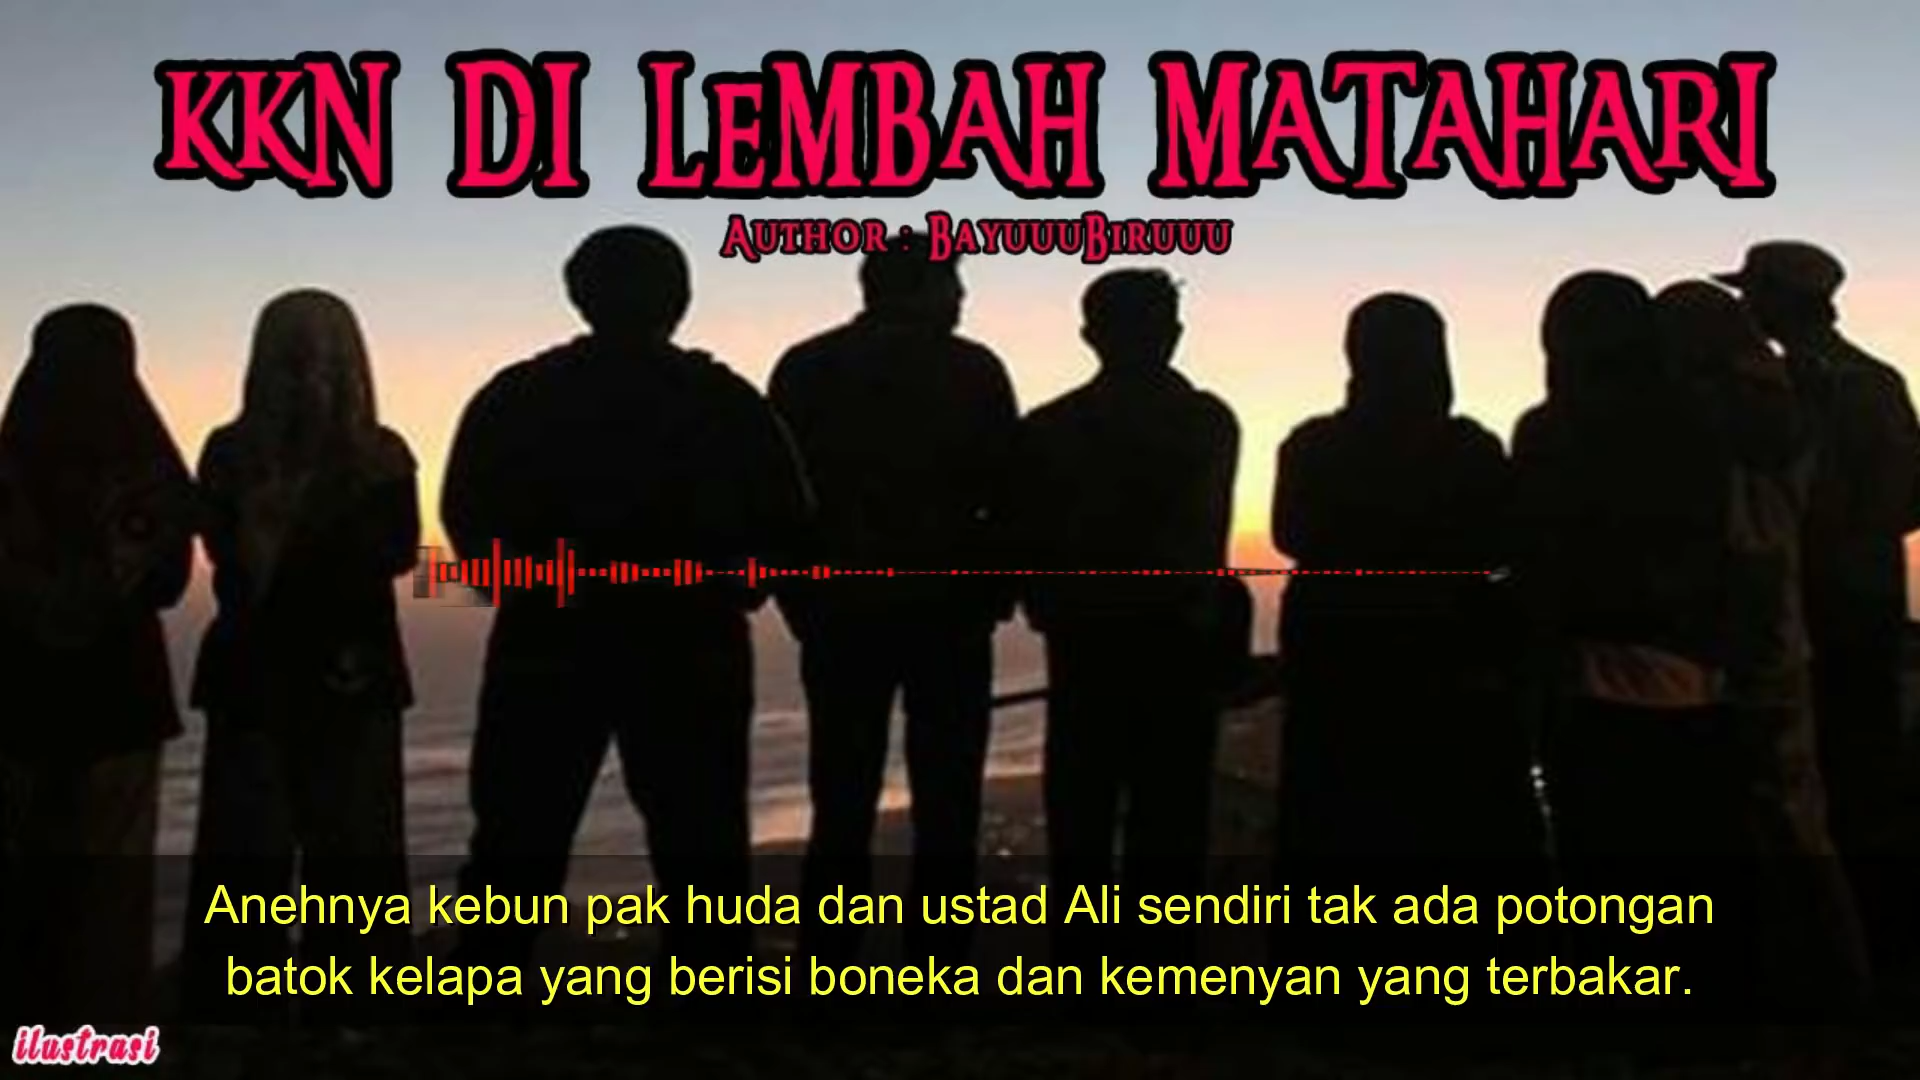 KKN DI LEMBAH MATAHARI
AUTHOR : BAYUUUBIRUUU
Anehnya kebun pak huda dan ustad Ali sendiri tak ada potongan
batok kelapa yang berisi boneka dan kemenyan yang terbakar.
ilustrasi